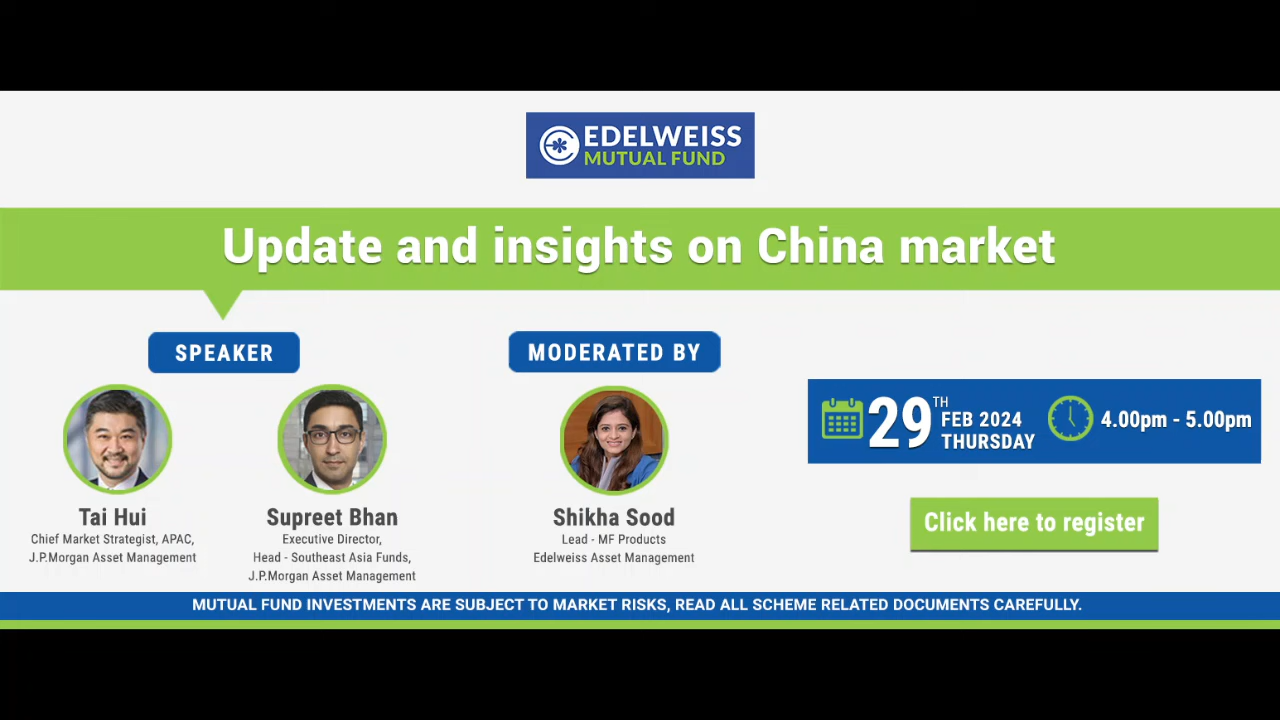 EDELWEISS
MUTUAL FUND
Update and insights on China market
SPEAKER
Tai Hui
Chief Market Strategist, APAC,
J.P.Morgan Asset Management
Supreet Bhan
Executive Director,
Head - Southeast Asia Funds,
J.P.Morgan Asset Management
MODERATED BY
Shikha Sood
Lead - MF Products
Edelweiss Asset Management
29TH
FEB 2024
THURSDAY
4.00pm - 5.00pm
Click here to register
MUTUAL FUND INVESTMENTS ARE SUBJECT TO MARKET RISKS, READ ALL SCHEME RELATED DOCUMENTS CAREFULLY.